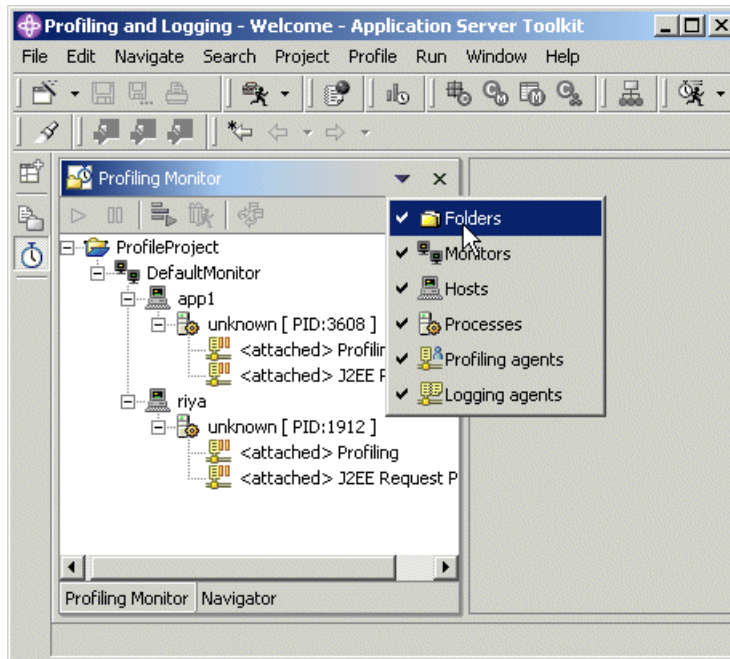 Profiling and Logging - Welcome - Application Server Toolkit
File Edit Navigate Search Project Profile Run Window Help
Profiling Monitor
Folders
Monitors
Hosts
Processes
Profiling agents
Logging agents
ProfileProject
DefaultMonitor
app1
unknown [ PID:3608 ]
<attached> Profilin
<attached> J2EE R
riya
unknown [ PID:1912 ]
<attached> Profiling
<attached> J2EE Request P
Profiling Monitor Navigator